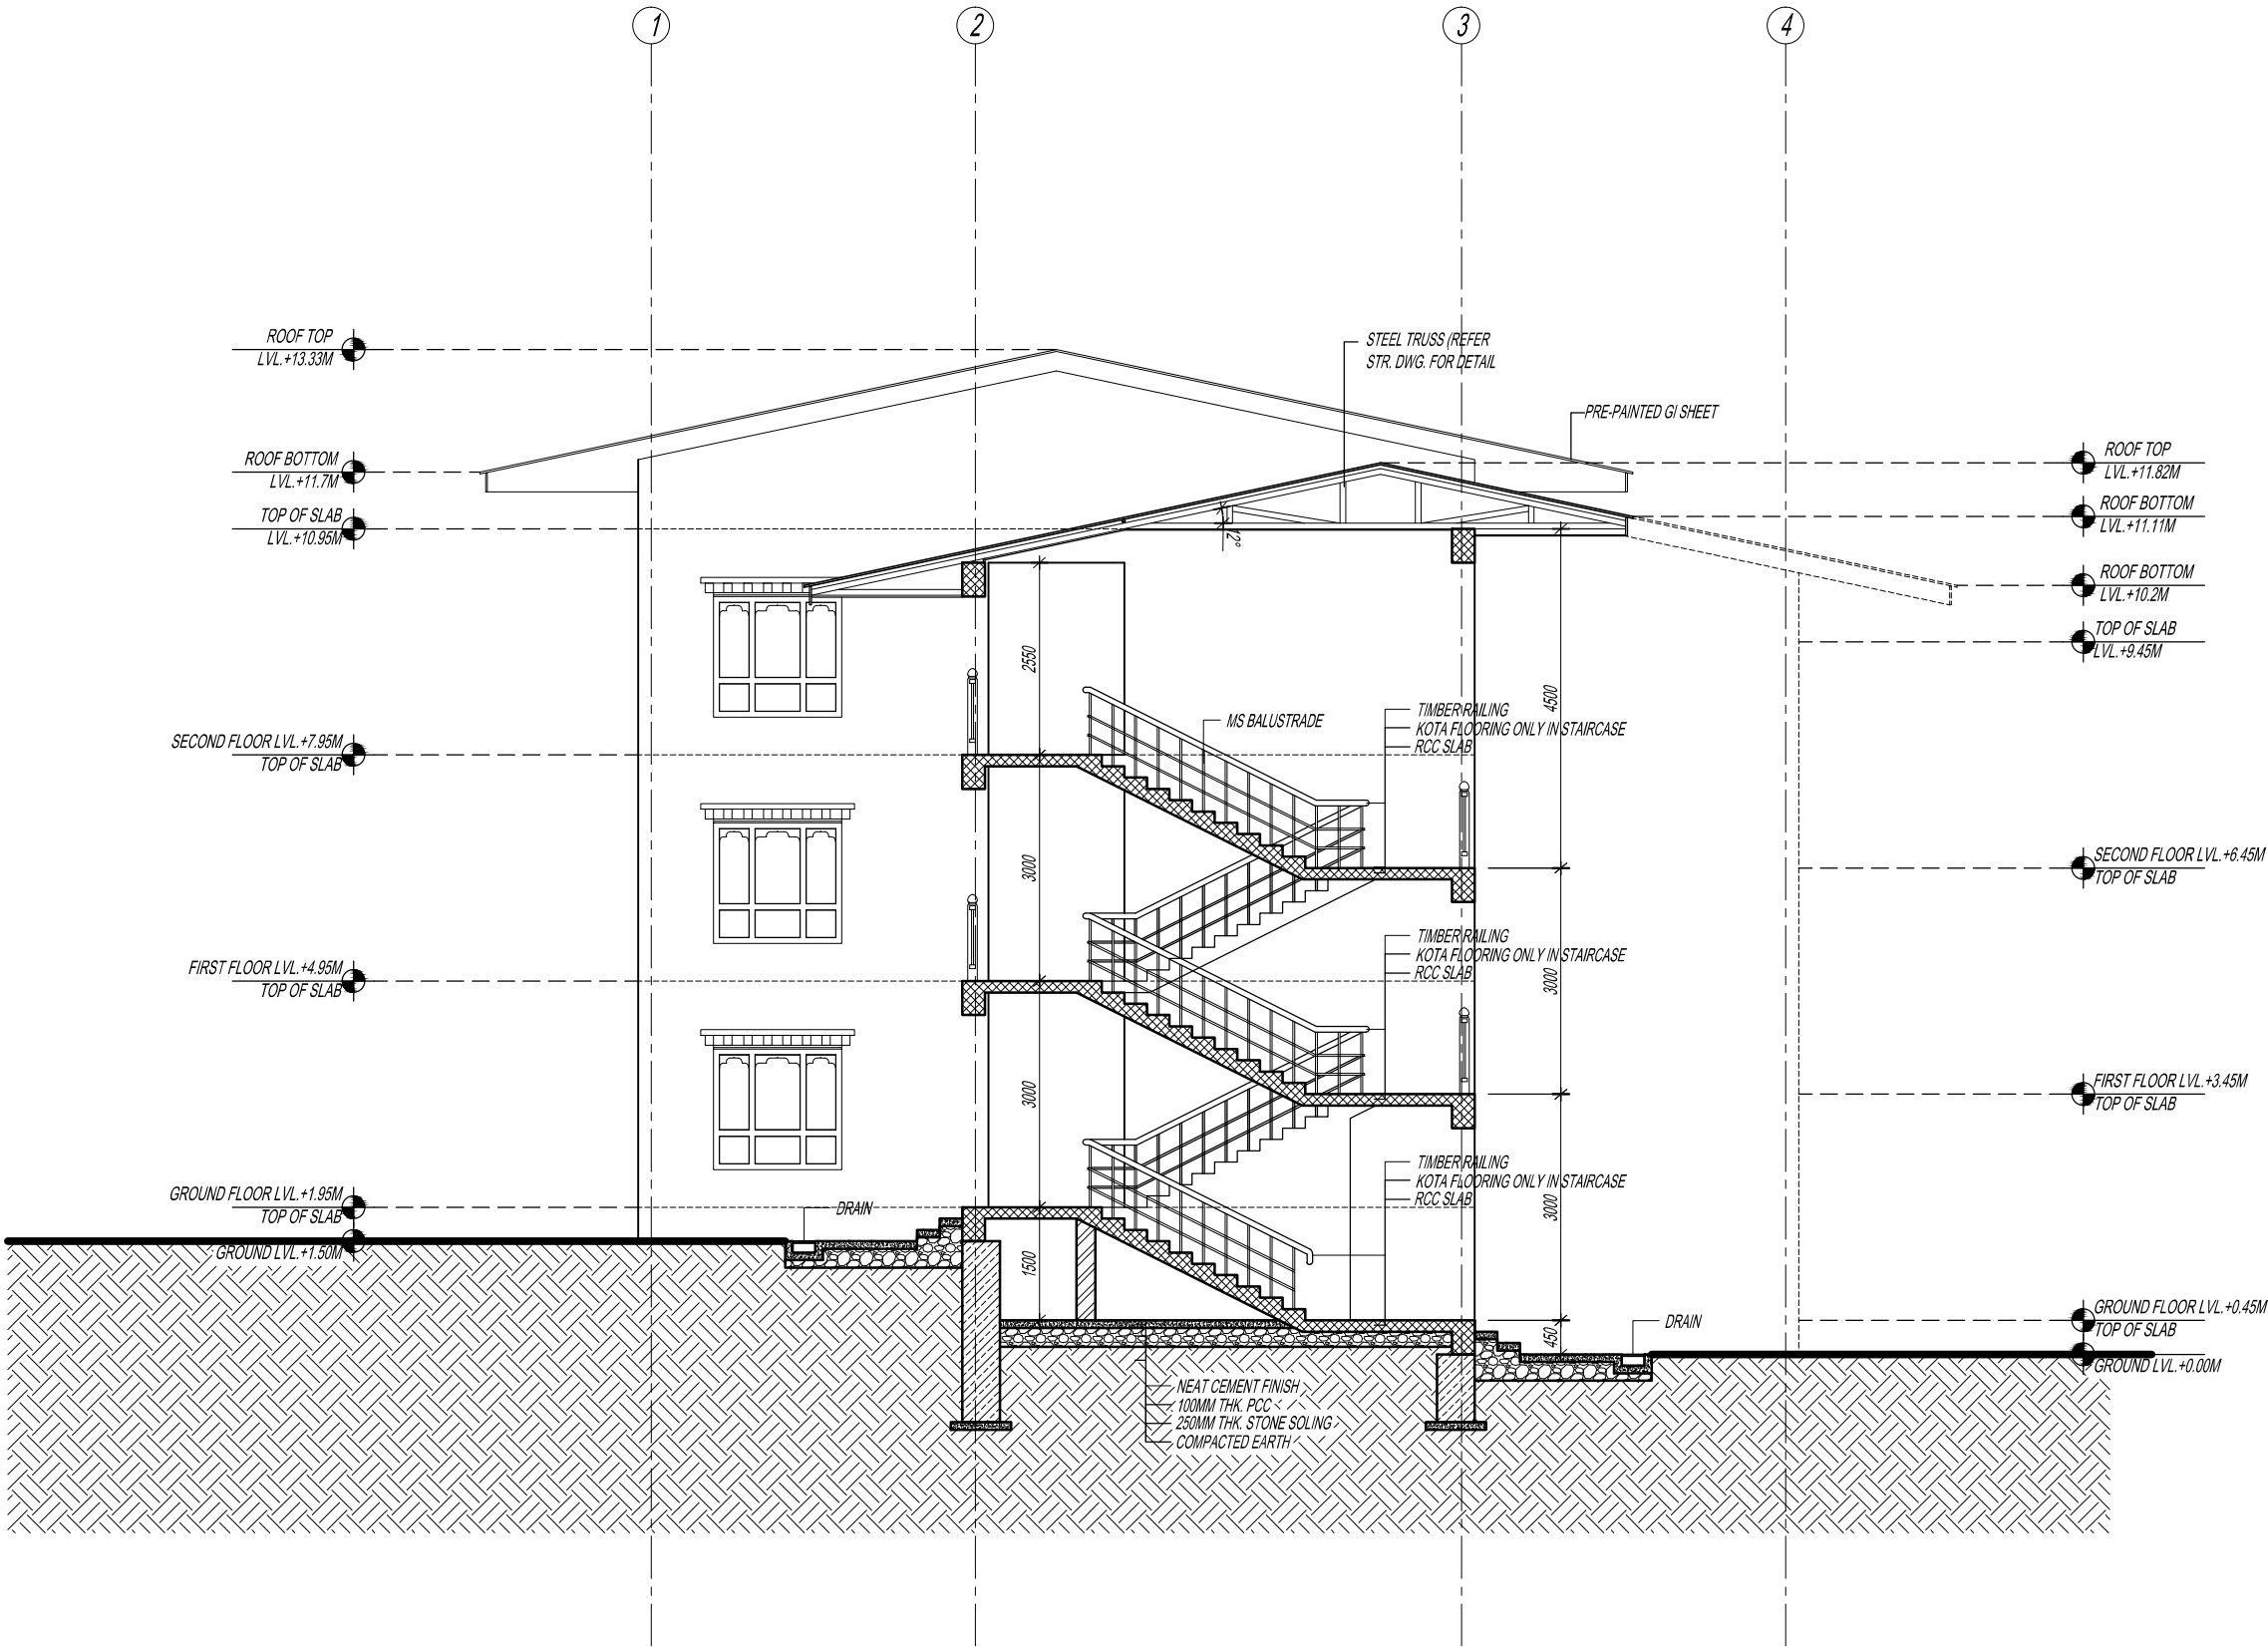 1
2
3
4
ROOF TOP
LVL.+13.33M
ROOF BOTTOM
LVL.+11.7M
TOP OF SLAB
LVL.+10.95M
SECOND FLOOR LVL.+7.95M
TOP OF SLAB
FIRST FLOOR LVL.+4.95M
TOP OF SLAB
GROUND FLOOR LVL.+1.95M
TOP OF SLAB
GROUND LVL.+1.50M
STEEL TRUSS (REFER
STR. DWG. FOR DETAIL
PRE-PAINTED GI SHEET
12°
2550
3000
3000
1500
MS BALUSTRADE
TIMBER RAILING
KOTA FLOORING ONLY IN STAIRCASE
RCC SLAB
TIMBER RAILING
KOTA FLOORING ONLY IN STAIRCASE
RCC SLAB
TIMBER RAILING
KOTA FLOORING ONLY IN STAIRCASE
RCC SLAB
4500
3000
3000
450
DRAIN
DRAIN
NEAT CEMENT FINISH
100MM THK. PCC
250MM THK. STONE SOLING
COMPACTED EARTH
ROOF TOP
LVL.+11.82M
ROOF BOTTOM
LVL.+11.11M
ROOF BOTTOM
LVL.+10.2M
TOP OF SLAB
LVL.+9.45M
SECOND FLOOR LVL.+6.45M
TOP OF SLAB
FIRST FLOOR LVL.+3.45M
TOP OF SLAB
GROUND FLOOR LVL.+0.45M
TOP OF SLAB
GROUND LVL.+0.00M